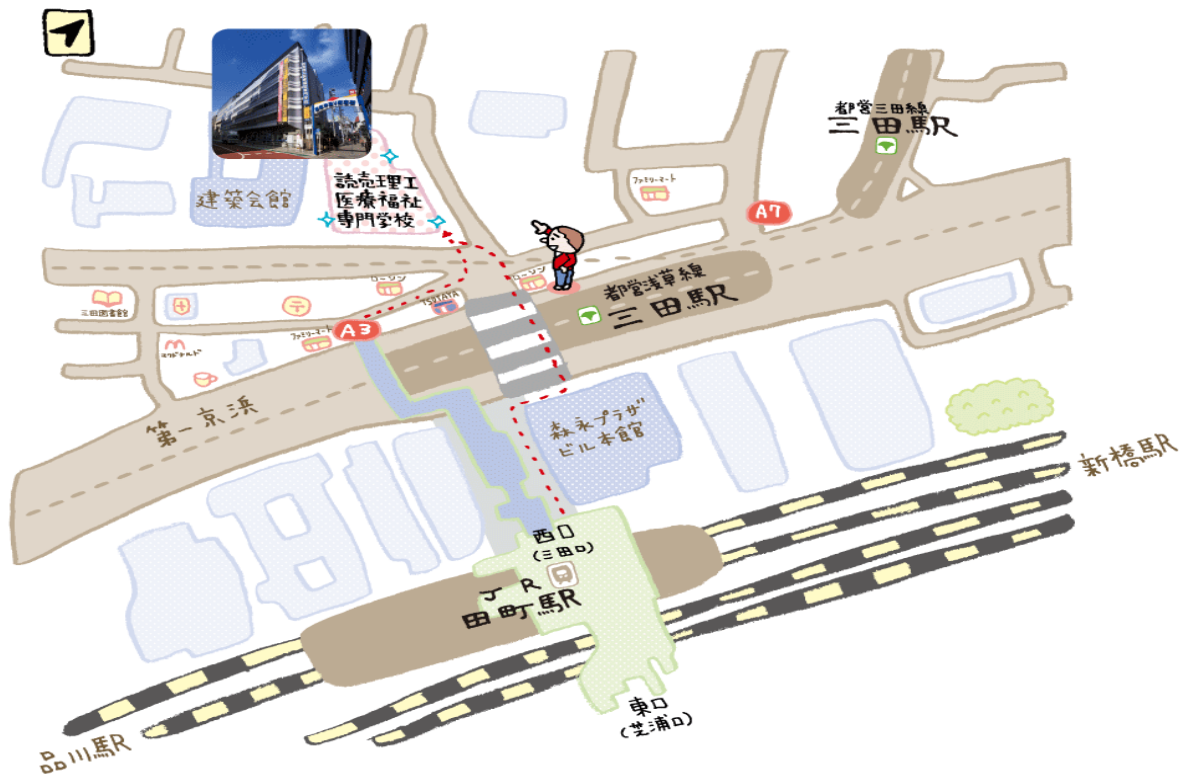 都営三田線
三田駅
建築会館
読売理工
医療福祉
専門学校
ファミリーマート
A7
ローソン
ローソン
都営浅草線
三田駅
三田図書館
TSUTAYA
ファミリーマート
A3
マクドナルド
第一京浜
森永プラザ
ビル本館
新橋駅
西口
(三田口)
JR
田町駅
東口
(芝浦口)
品川駅